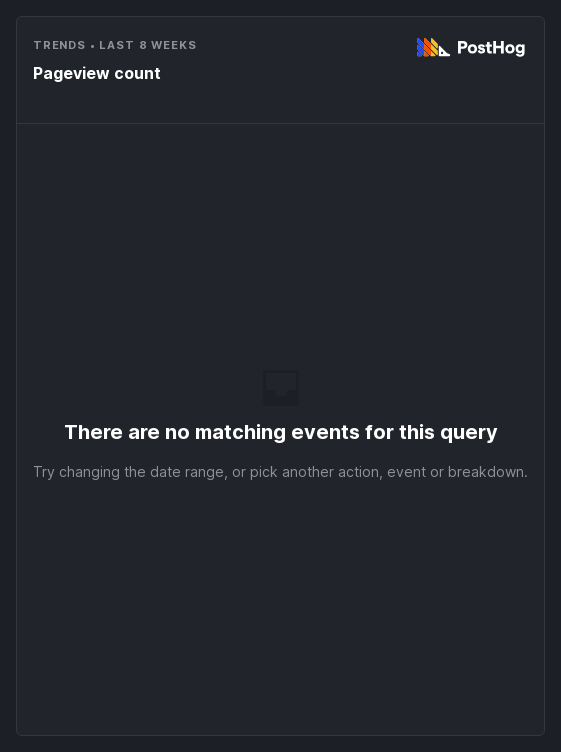 TRENDS • LAST 8 WEEKS
PostHog
Pageview count
There are no matching events for this query
Try changing the date range, or pick another action, event or breakdown.